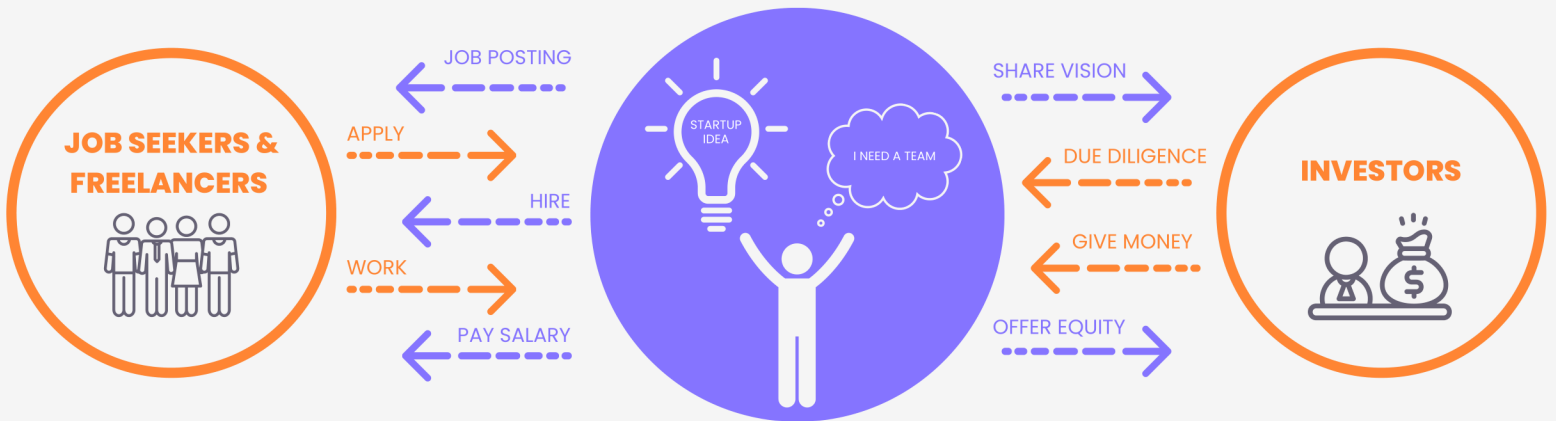 JOB SEEKERS &
FREELANCERS
JOB POSTING
APPLY
HIRE
WORK
PAY SALARY
STARTUP
IDEA
I NEED A TEAM
SHARE VISION
DUE DILIGENCE
GIVE MONEY
OFFER EQUITY
INVESTORS
$